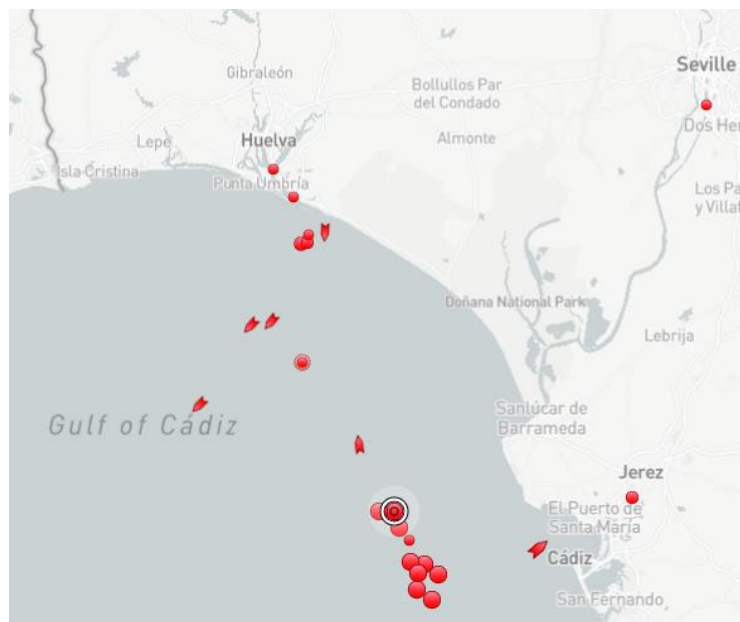 Seville
Gibraleón
Bollullos Par
del Condado
Dos Her
Huelva
Almonte
Lepe
Isla Cristina
Punta Umbría
Los Pa
y Villaf
Doñana National Park
Lebrija
Gulf of Cádiz
Sanlúcar de
Barrameda
Jerez
El Puerto de
Santa María
Cádiz
San Fernando